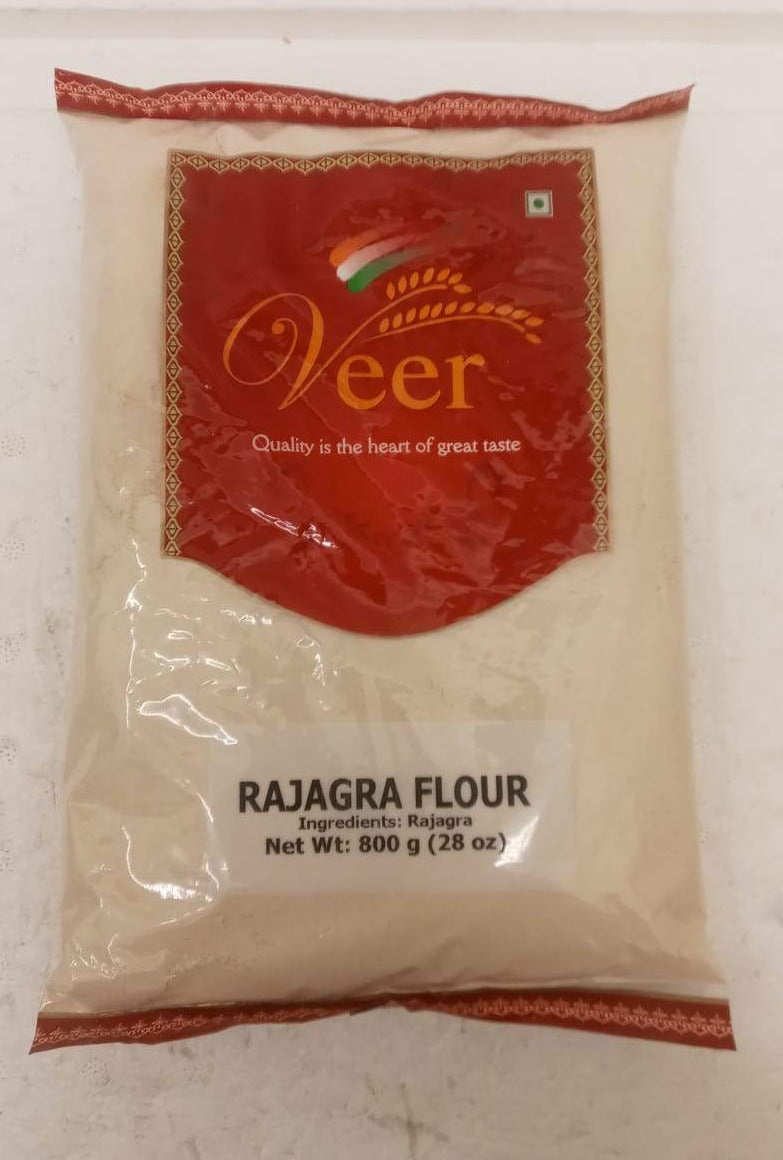 Veer
Quality is the heart of great taste
RAJAGRA FLOUR
Ingredients: Rajagra
Net Wt: 800 g (28 oz)